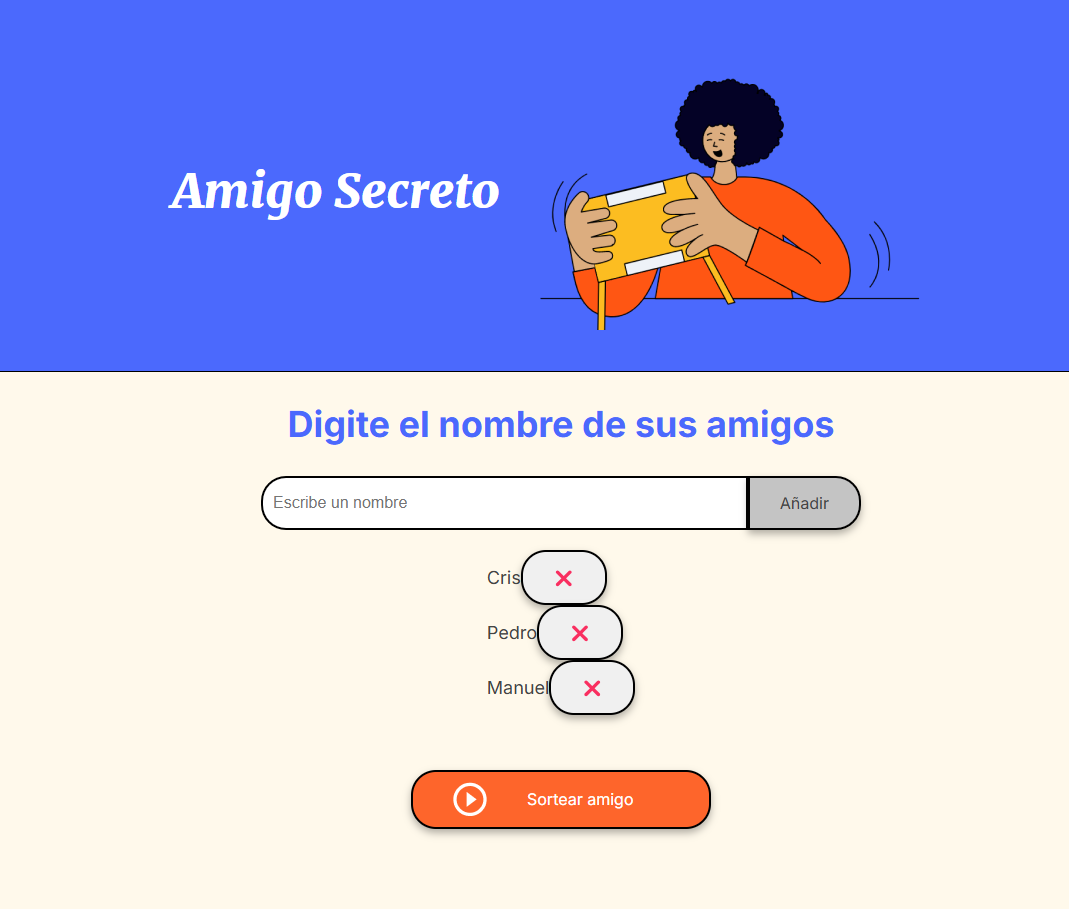 Amigo Secreto
Digite el nombre de sus amigos
Escribe un nombre
Añadir
Cris
Pedro
Manuel
Sortear amigo